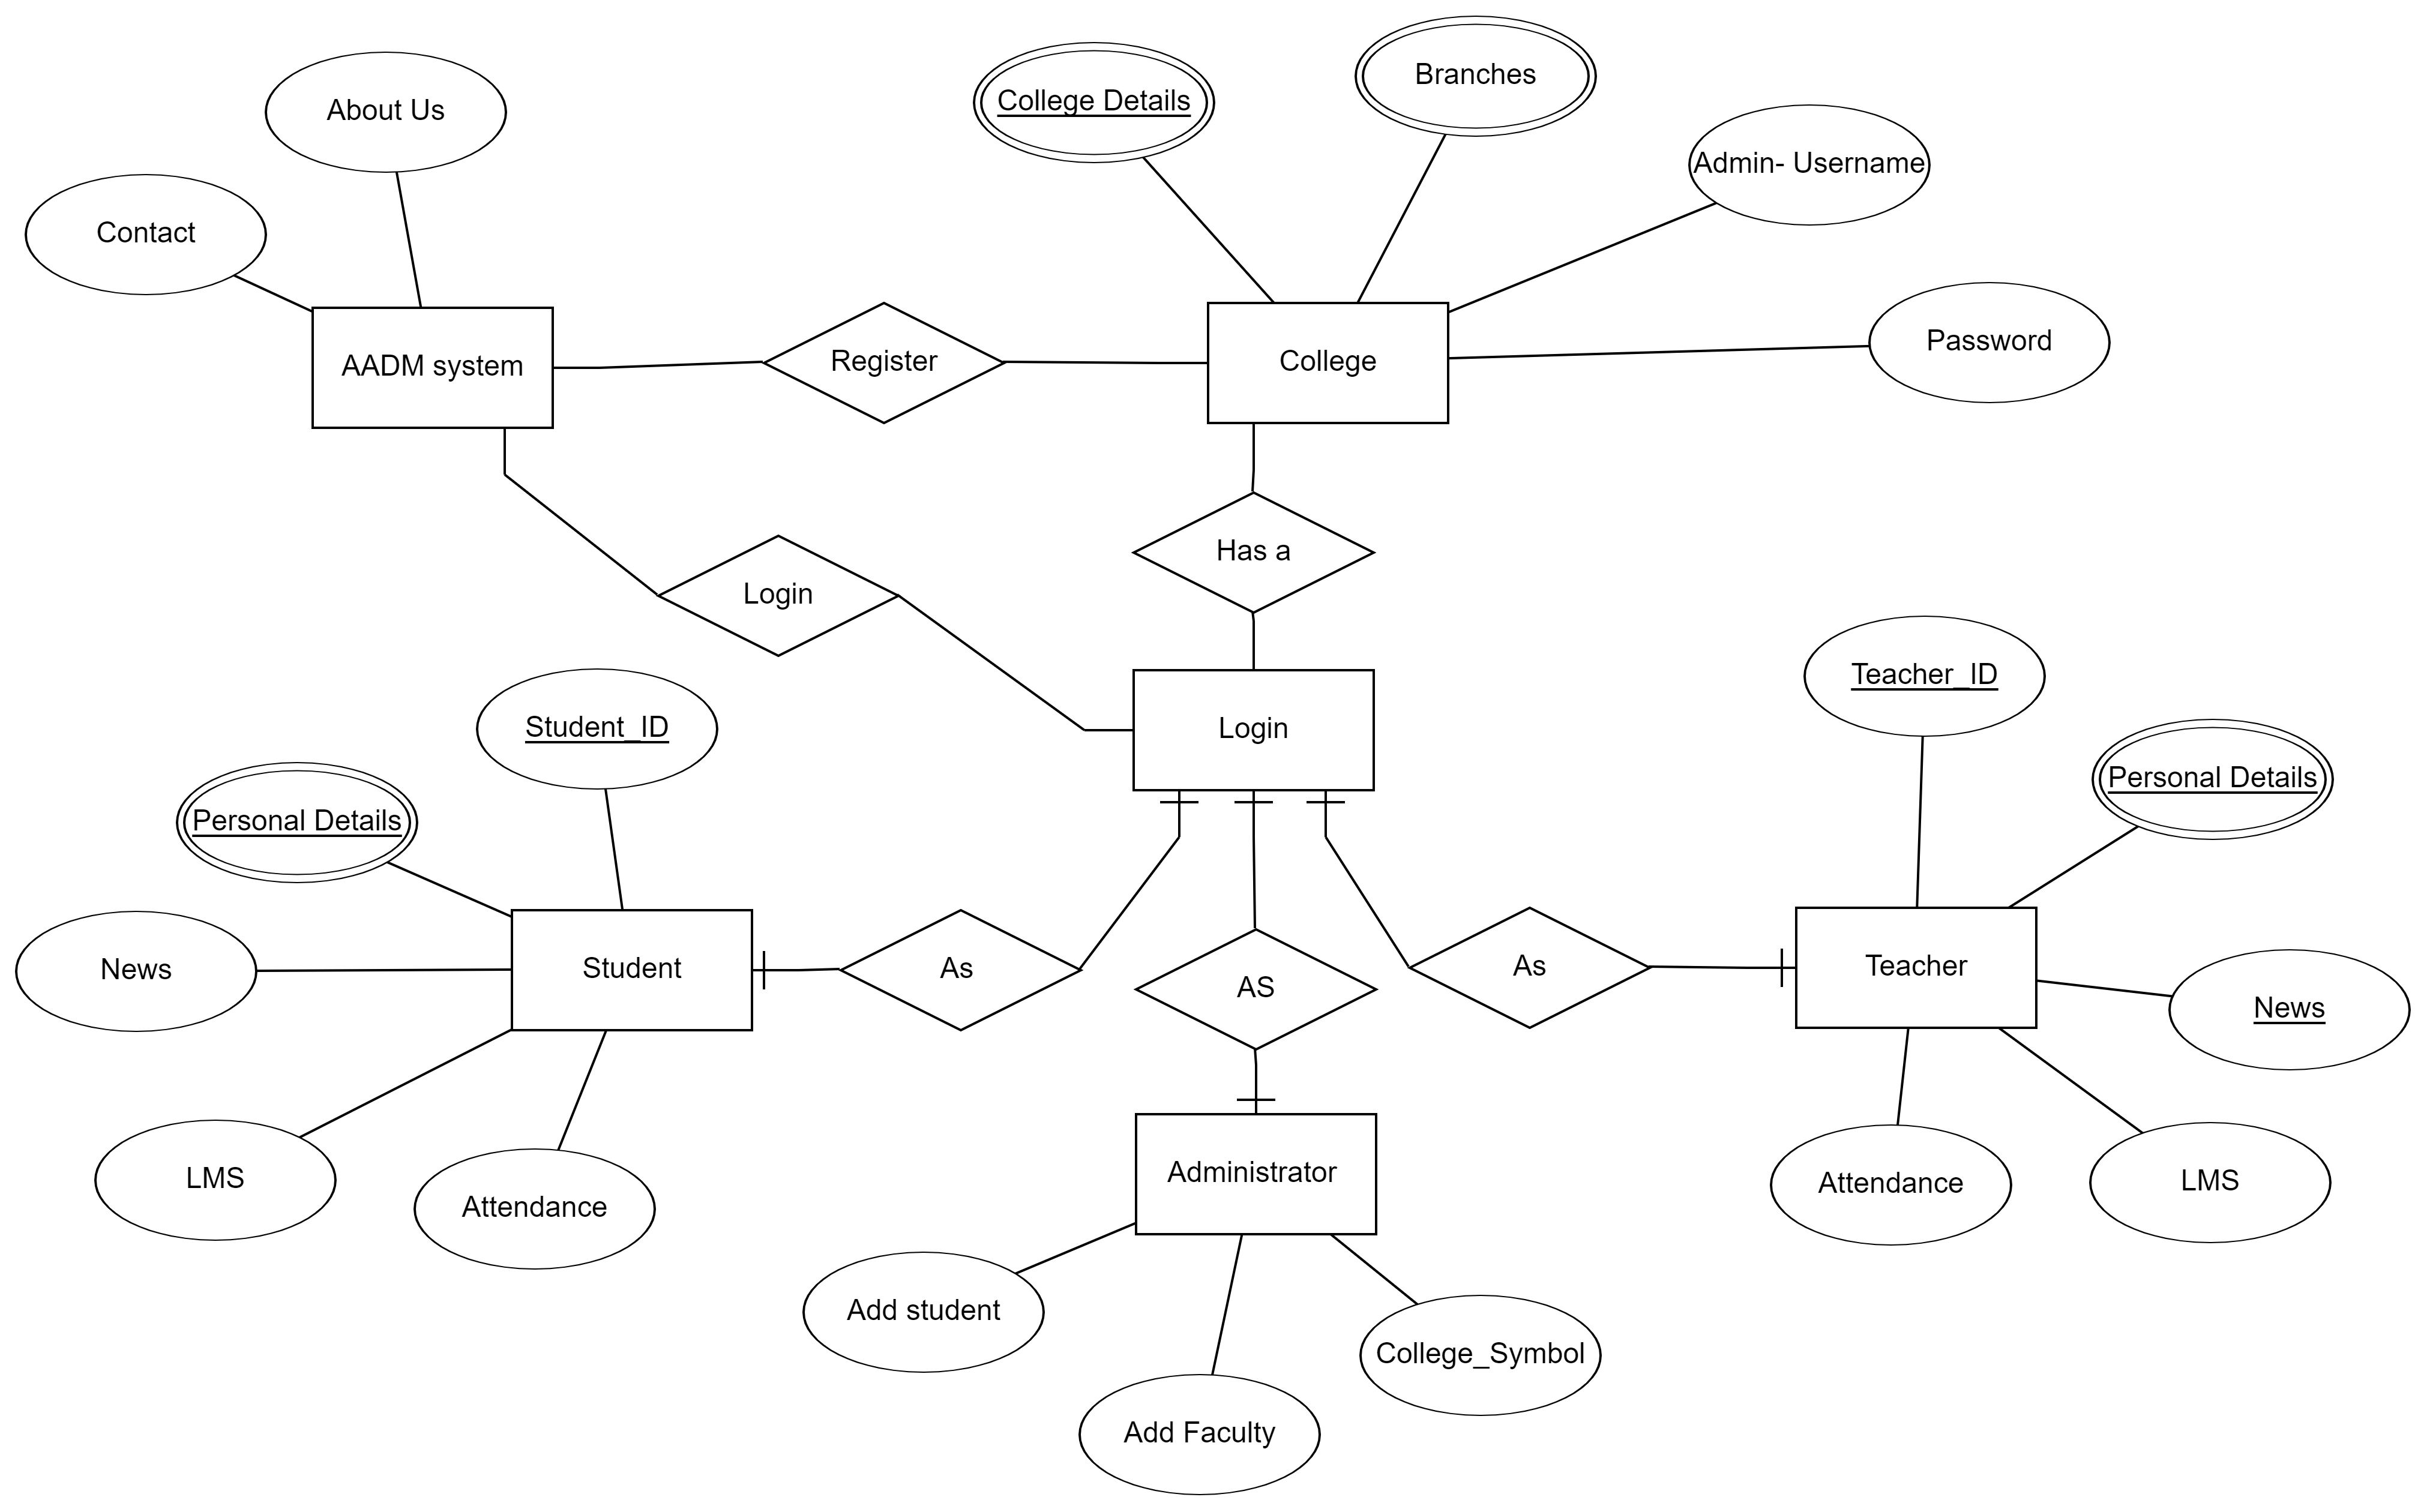 Branches
College Details
About Us
Admin- Username
Contact
Password
AADM system
Register
College
Has a
Login
Teacher_ID
Student_ID
Login
Personal Details
Personal Details
News
Student
As
AS
As
Teacher
News
LMS
Attendance
Administrator
Attendance
LMS
Add student
College_Symbol
Add Faculty